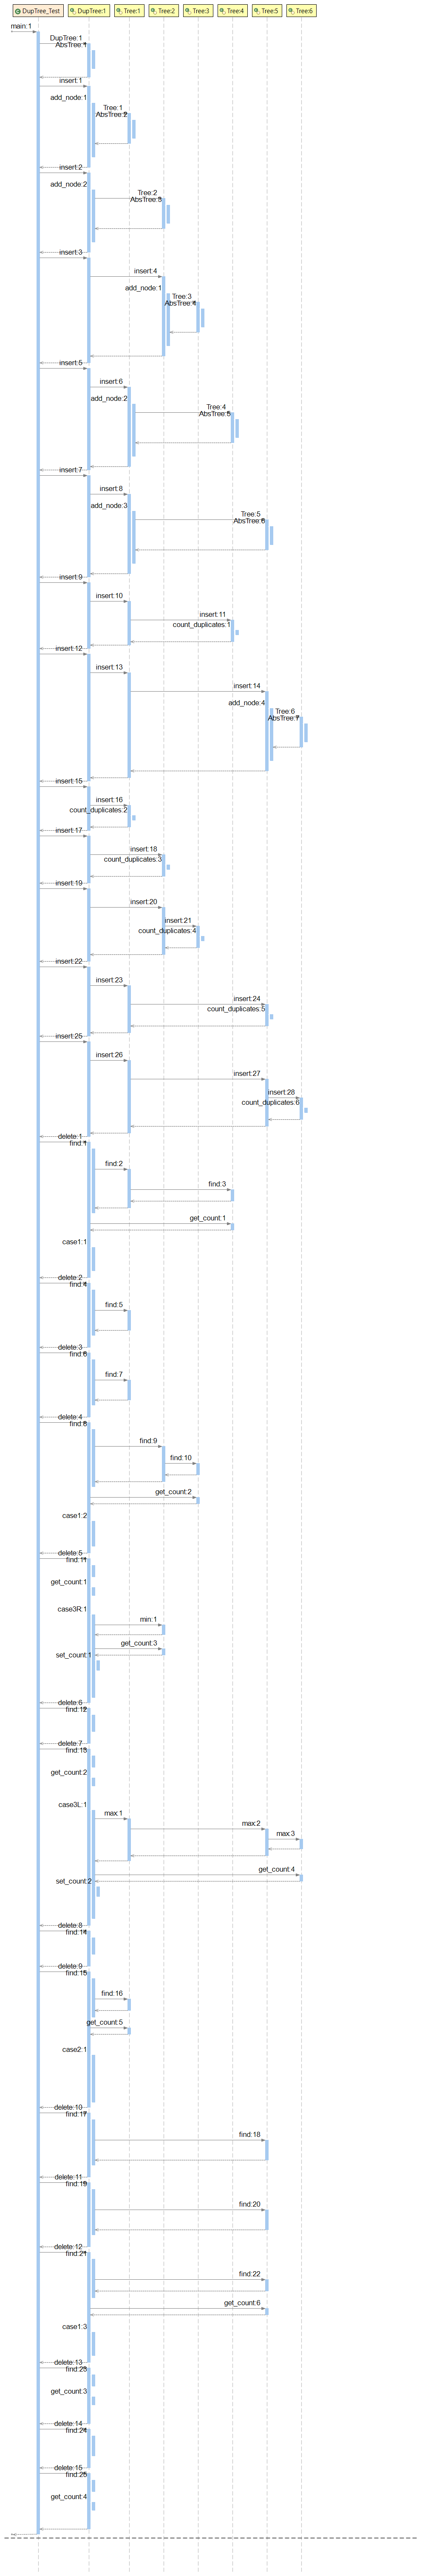 DupTree_Test DupTree:1 Tree:1 Tree:2 Tree:3 Tree:4 Tree:5 Tree:6
main:1
DupTree:1
AbsTree:1
insert:1
add_node:1
Tree:1
AbsTree:2
insert:2
add_node:2
Tree:2
AbsTree:3
insert:3
insert:4
add_node:1
Tree:3
AbsTree:4
insert:5
insert:6
add_node:2
Tree:4
AbsTree:5
insert:7
insert:8
add_node:3
Tree:5
AbsTree:6
insert:9
insert:10
insert:11
count_duplicates:1
insert:12
insert:13
insert:14
add_node:4
Tree:6
AbsTree:7
insert:15
insert:16
count_duplicates:2
insert:17
insert:18
count_duplicates:3
insert:19
insert:20
insert:21
count_duplicates:4
insert:22
insert:23
insert:24
count_duplicates:5
insert:25
insert:26
insert:27
insert:28
count_duplicates:6
delete:1
find:1
find:2
find:3
get_count:1
case1:1
delete:2
find:4
find:5
delete:3
find:6
find:7
delete:4
find:8
find:9
find:10
get_count:2
case1:2
delete:5
find:11
get_count:1
case3R:1
min:1
get_count:3
set_count:1
delete:6
find:12
delete:7
find:13
get_count:2
case3L:1
max:1
max:2
max:3
get_count:4
set_count:2
delete:8
find:14
delete:9
find:15
find:16
get_count:5
case2:1
delete:10
find:17
find:18
delete:11
find:19
find:20
delete:12
find:21
find:22
get_count:6
case1:3
delete:13
find:23
get_count:3
delete:14
find:24
delete:15
find:25
get_count:4